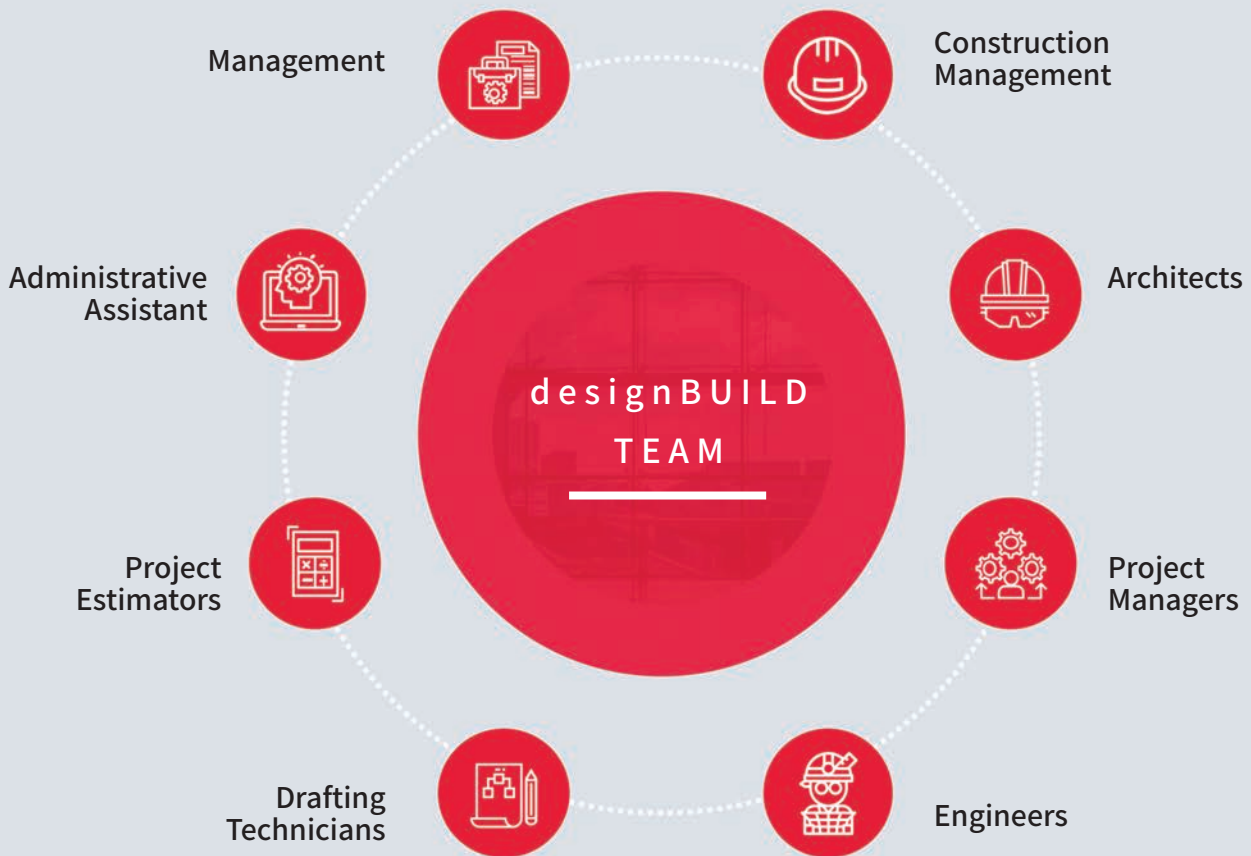 Management
Construction
Management
Administrative
Assistant
Architects
designBUILD
TEAM
Project
Estimators
Project
Managers
Drafting
Technicians
Engineers